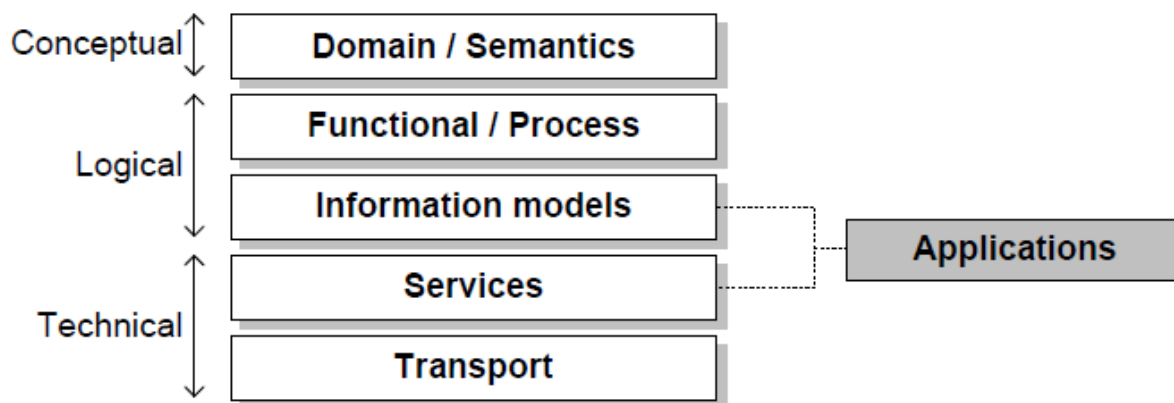 Conceptual
Domain / Semantics
Functional / Process
Logical
Information models
Applications
Services
Technical
Transport